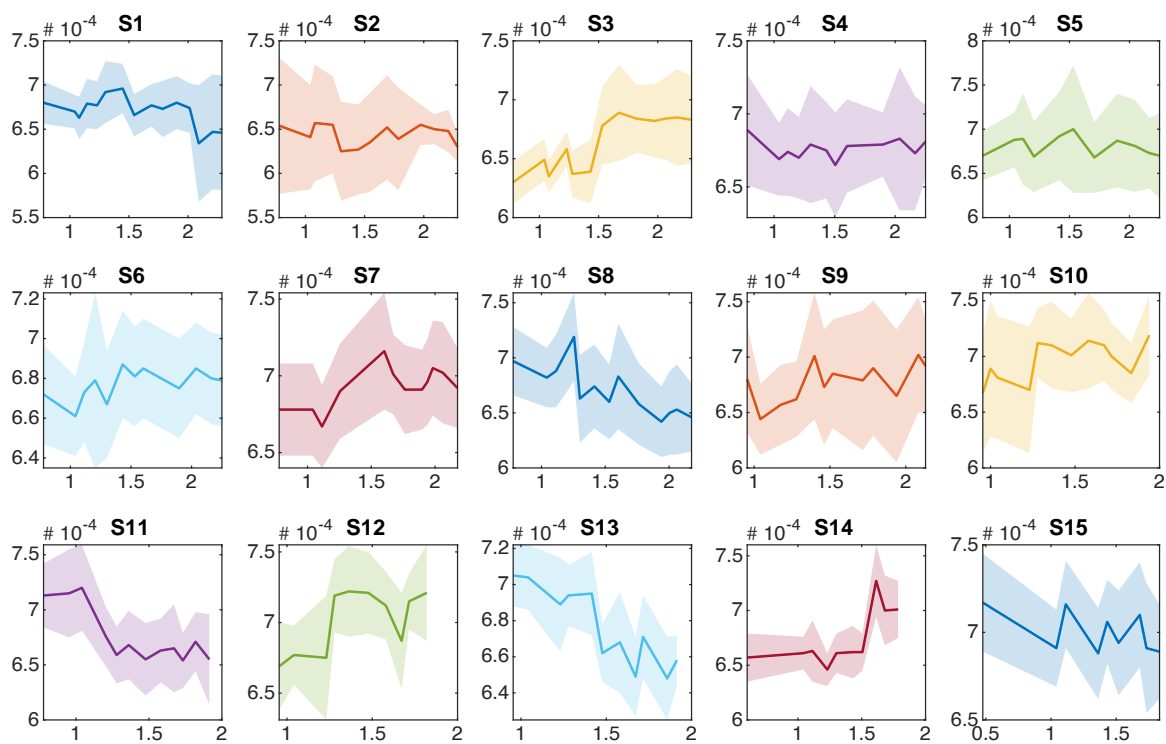 S1 S2 S3 S4 S5
# 10^-4 # 10^-4 # 10^-4 # 10^-4 # 10^-4
7.5 7.5 7.5 8
7 7 7 7 7.5
6.5 6.5 6.5 6.5 7
6 6 6.5
5.5 5.5 6 6
1 1.5 2 1 1.5 2 1 1.5 2 1 1.5 2 1 1.5 2
S6 S7 S8 S9 S10
# 10^-4 # 10^-4 # 10^-4 # 10^-4 # 10^-4
7.2 7.5 7.5 7.5 7.5
7 7 7 7 7
6.8 6.5 6.5 6.5 6.5
6.6 6 6 6
6.4
1 1.5 2 1 1.5 2 1 1.5 2 1 1.5 2 1 1.5 2
S11 S12 S13 S14 S15
# 10^-4 # 10^-4 # 10^-4 # 10^-4 # 10^-4
7.5 7.5 7.2 7.5 7.5
7 7 7 7 7
6.5 6.5 6.8 6.5 6.5
6 6.6 6
6.4
1 1.5 2 1 1.5 2 1 1.5 2 1 1.5 2 0.5 1 1.5